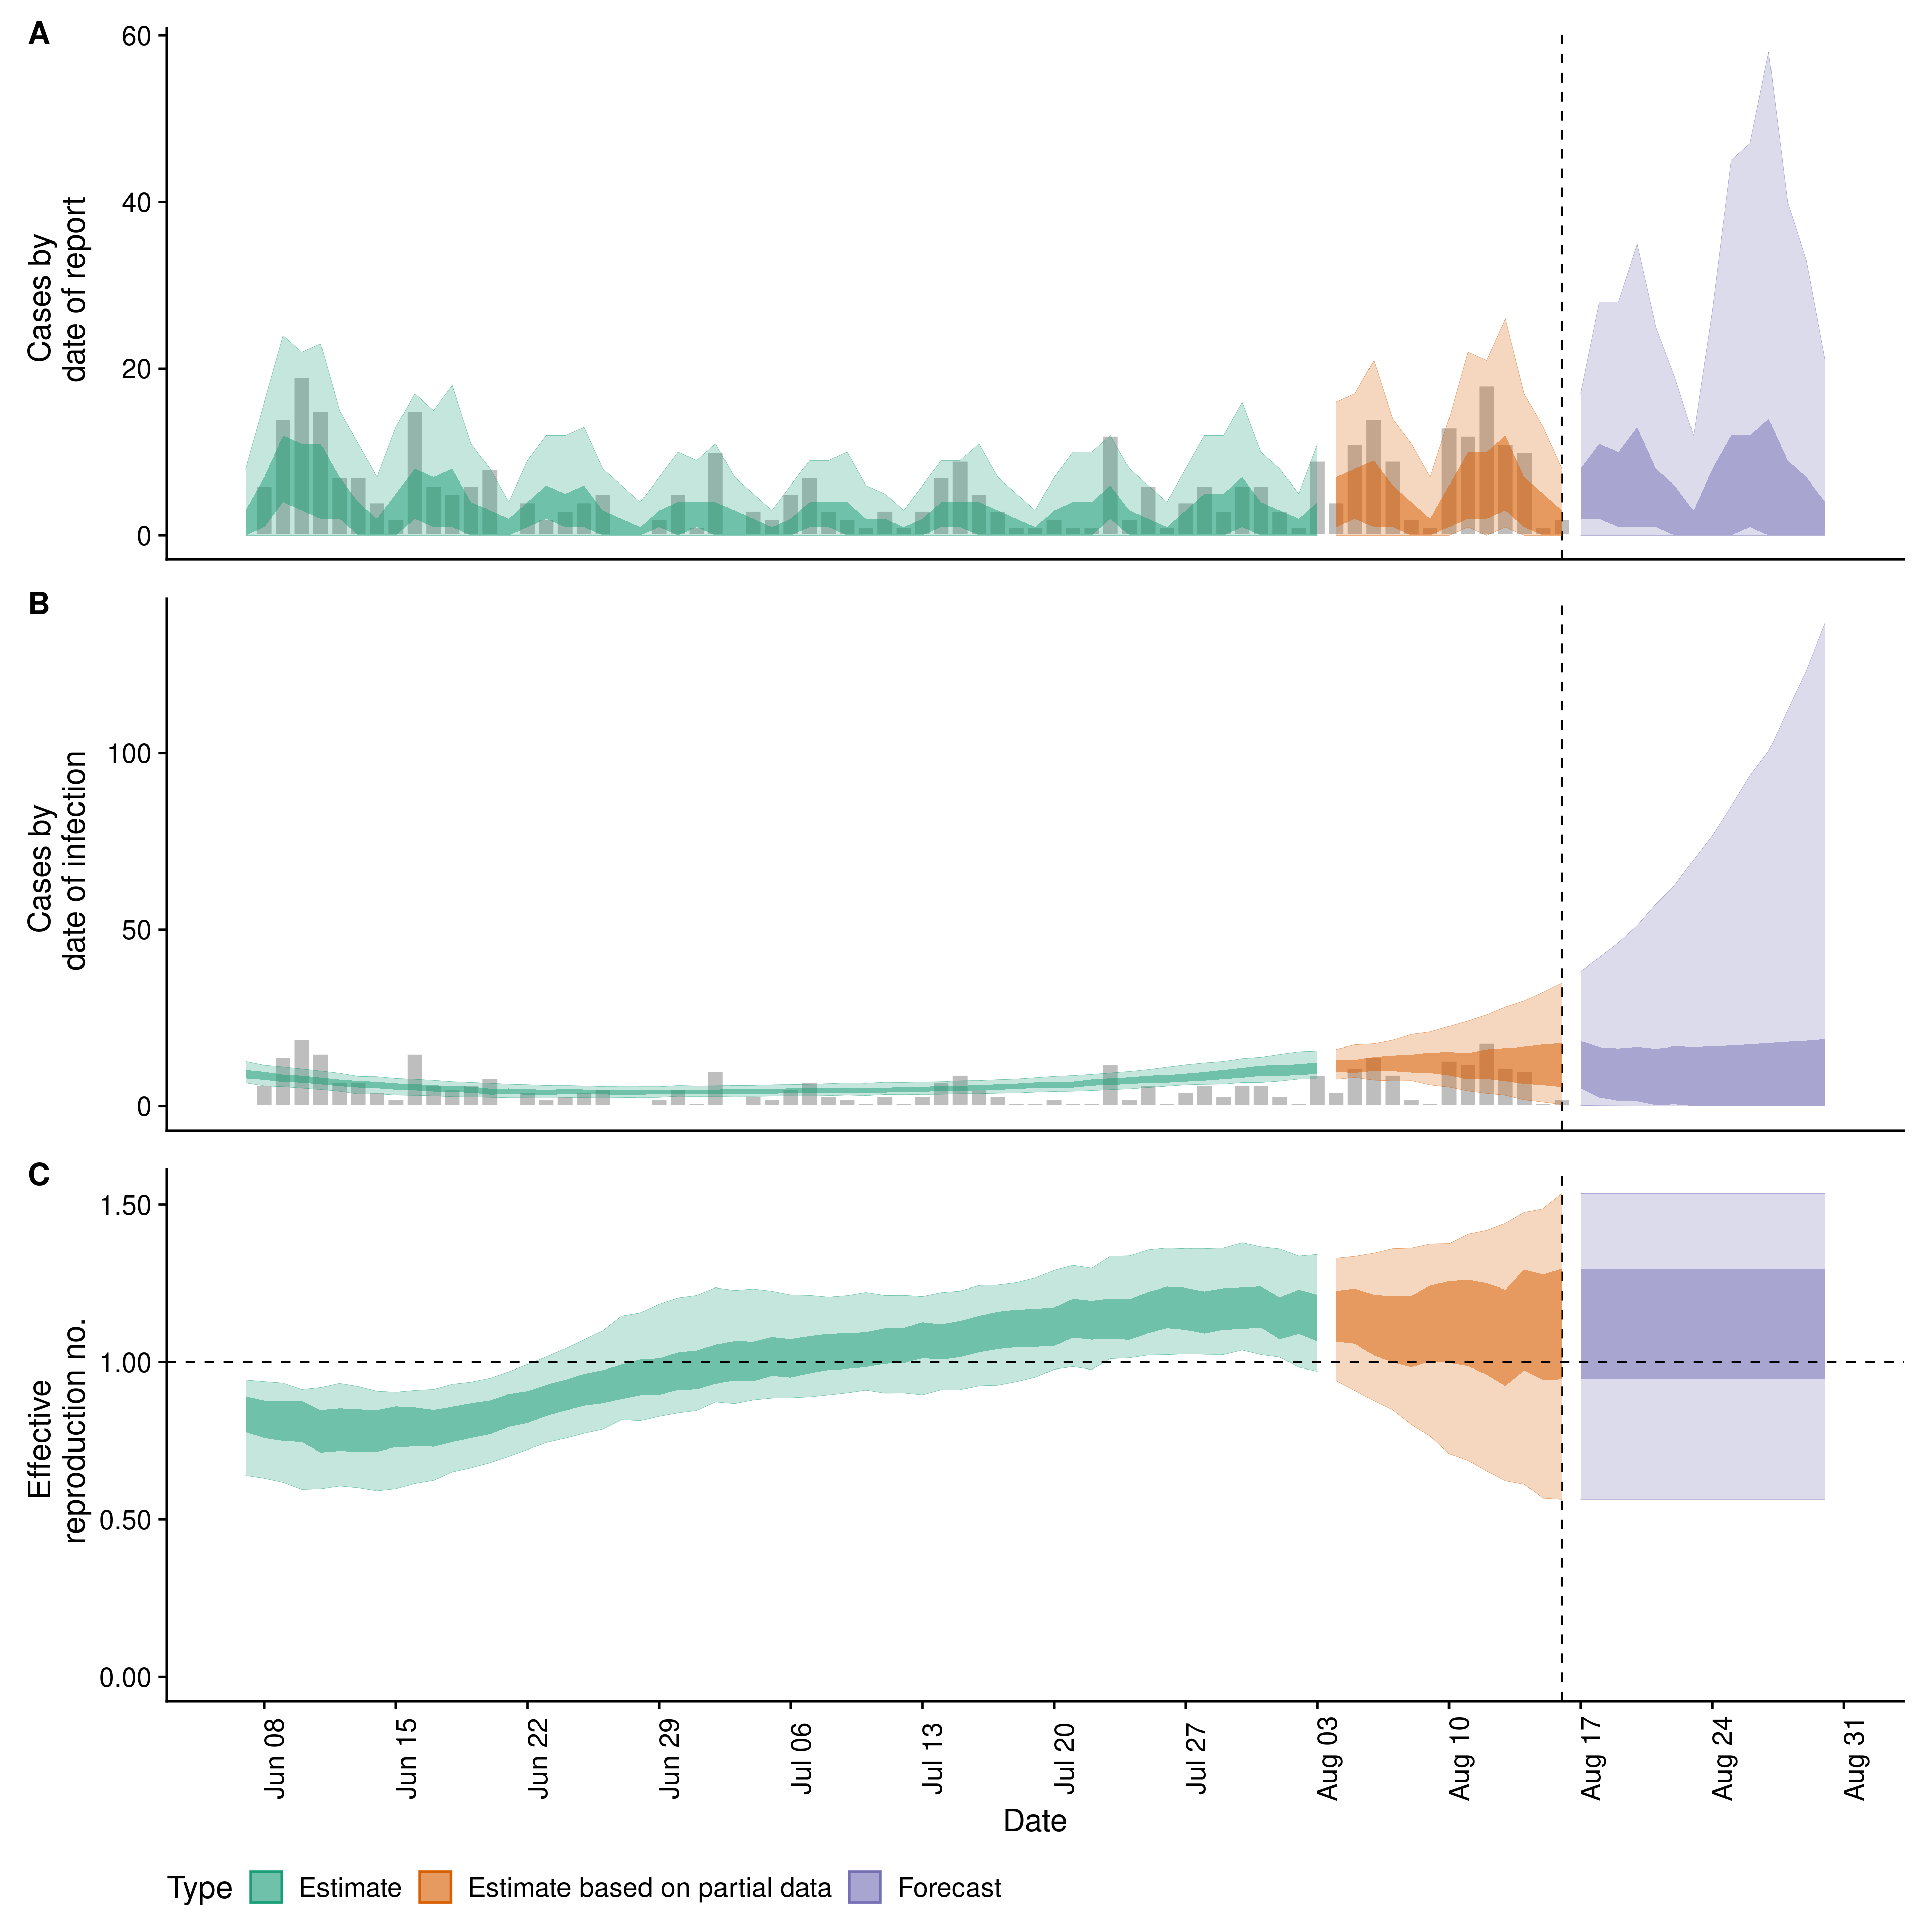 A
Cases by
date of report
60
40
20
0
B
Cases by
date of infection
100
50
0
C
Effective
reproduction no.
1.50
1.00
0.50
0.00
Jun 08
Jun 15
Jun 22
Jun 29
Jul 06
Jul 13
Jul 20
Jul 27
Aug 03
Aug 10
Aug 17
Aug 24
Aug 31
Date
Type Estimate Estimate based on partial data Forecast